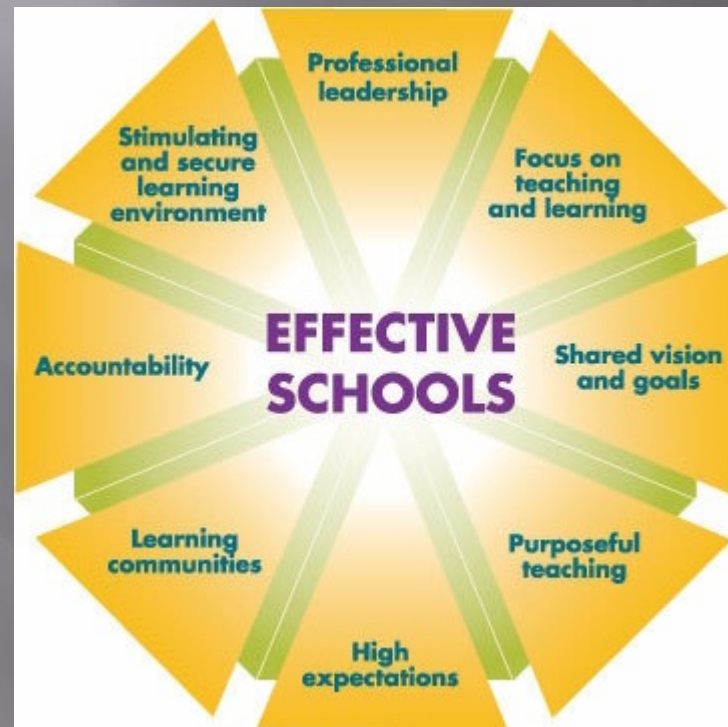 Professional
leadership
Focus on
teaching
and learning
Shared vision
and goals
Purposeful
teaching
High
expectations
Learning
communities
Accountability
Stimulating
and secure
learning
environment
EFFECTIVE
SCHOOLS